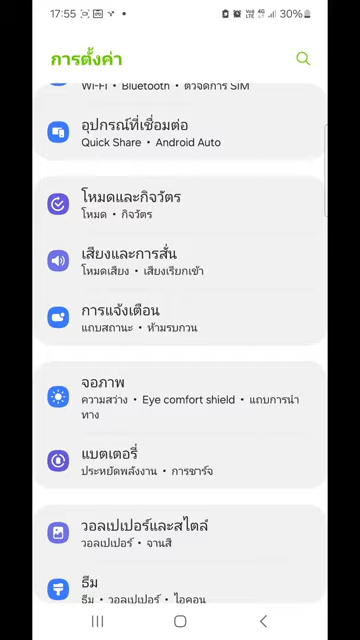 17:55
30%
การตั้งค่า
Wi-Fi • Bluetooth • ตัวจัดการ SIM
อุปกรณ์ที่เชื่อมต่อ
Quick Share • Android Auto
โหมดและกิจวัตร
โหมด • กิจวัตร
เสียงและการสั่น
โหมดเสียง • เสียงเรียกเข้า
การแจ้งเตือน
แถบสถานะ • ห้ามรบกวน
จอภาพ
ความสว่าง • Eye comfort shield • แถบการนำ
ทาง
แบตเตอรี่
ประหยัดพลังงาน • การชาร์จ
วอลเปเปอร์และสไตล์
วอลเปเปอร์ • จานสี
ธีม
ธีม • วอลเปเปอร์ • ไอคอน